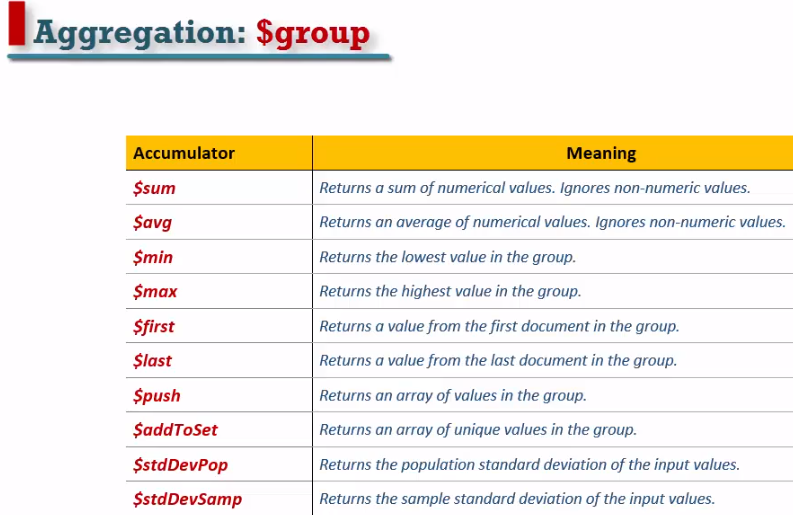 Aggregation: $group
Accumulator Meaning
$sum Returns a sum of numerical values. Ignores non-numeric values.
$avg Returns an average of numerical values. Ignores non-numeric values.
$min Returns the lowest value in the group.
$max Returns the highest value in the group.
$first Returns a value from the first document in the group.
$last Returns a value from the last document in the group.
$push Returns an array of values in the group.
$addToSet Returns an array of unique values in the group.
$stdDevPop Returns the population standard deviation of the input values.
$stdDevSamp Returns the sample standard deviation of the input values.